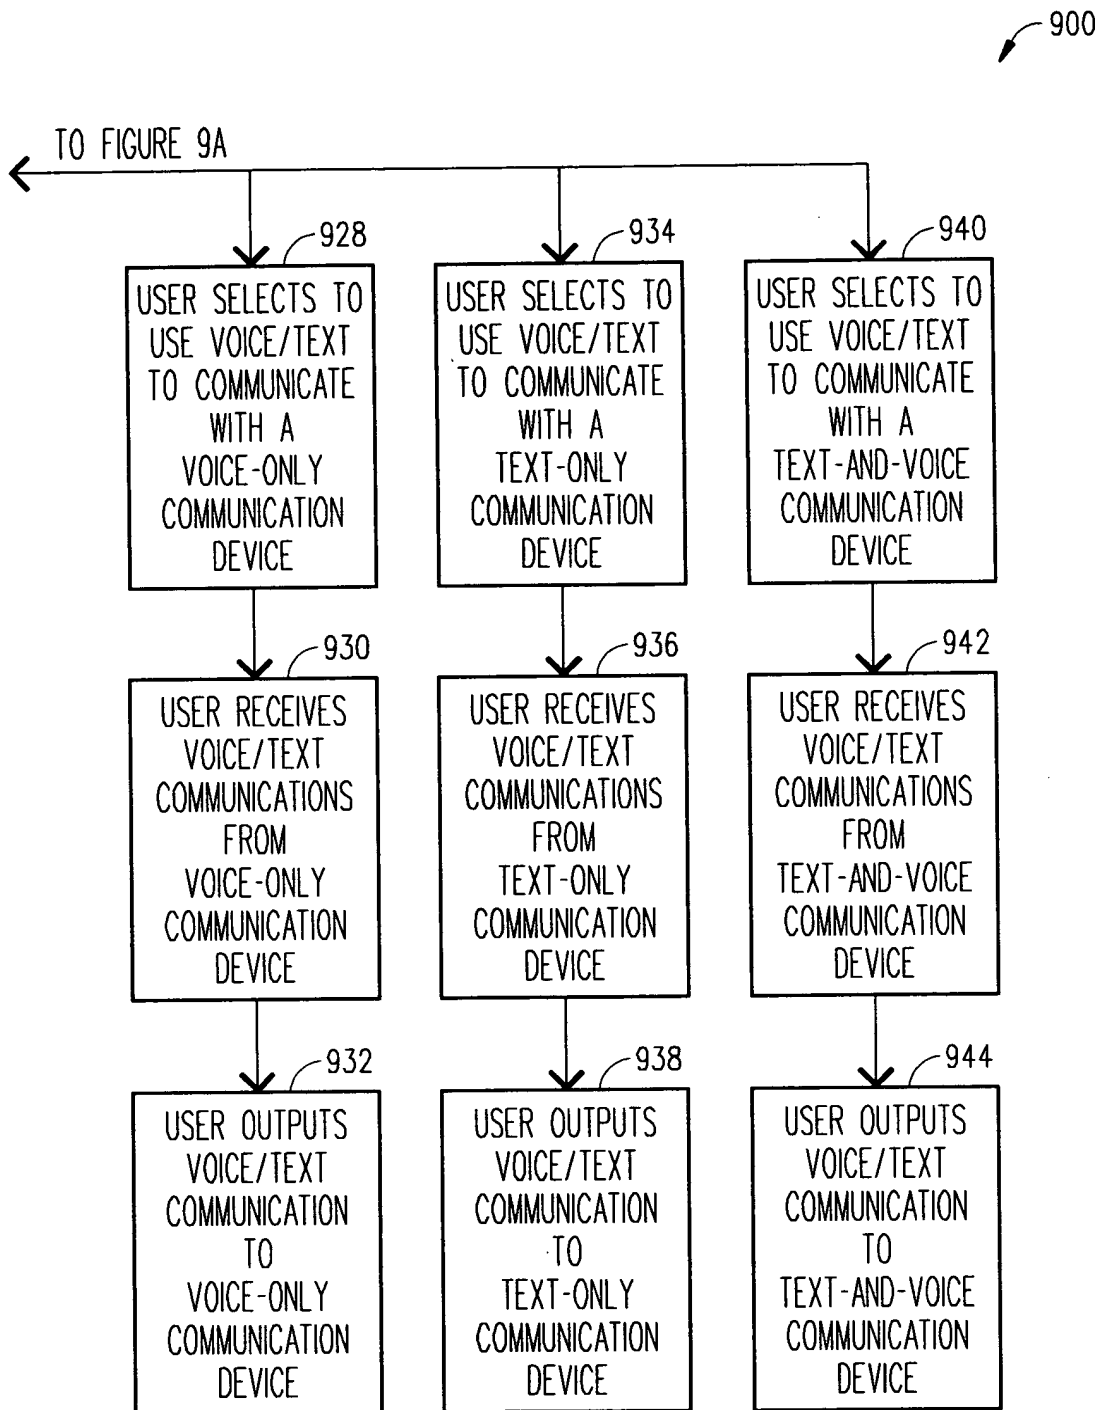 900
TO FIGURE 9A
928
USER SELECTS TO
USE VOICE/TEXT
TO COMMUNICATE
WITH A
VOICE-ONLY
COMMUNICATION
DEVICE
934
USER SELECTS TO
USE VOICE/TEXT
TO COMMUNICATE
WITH A
TEXT-ONLY
COMMUNICATION
DEVICE
940
USER SELECTS TO
USE VOICE/TEXT
TO COMMUNICATE
WITH A
TEXT-AND-VOICE
COMMUNICATION
DEVICE
930
USER RECEIVES
VOICE/TEXT
COMMUNICATIONS
FROM
VOICE-ONLY
COMMUNICATION
DEVICE
936
USER RECEIVES
VOICE/TEXT
COMMUNICATIONS
FROM
TEXT-ONLY
COMMUNICATION
DEVICE
942
USER RECEIVES
VOICE/TEXT
COMMUNICATIONS
FROM
TEXT-AND-VOICE
COMMUNICATION
DEVICE
932
USER OUTPUTS
VOICE/TEXT
COMMUNICATION
TO
VOICE-ONLY
COMMUNICATION
DEVICE
938
USER OUTPUTS
VOICE/TEXT
COMMUNICATION
TO
TEXT-ONLY
COMMUNICATION
DEVICE
944
USER OUTPUTS
VOICE/TEXT
COMMUNICATION
TO
TEXT-AND-VOICE
COMMUNICATION
DEVICE